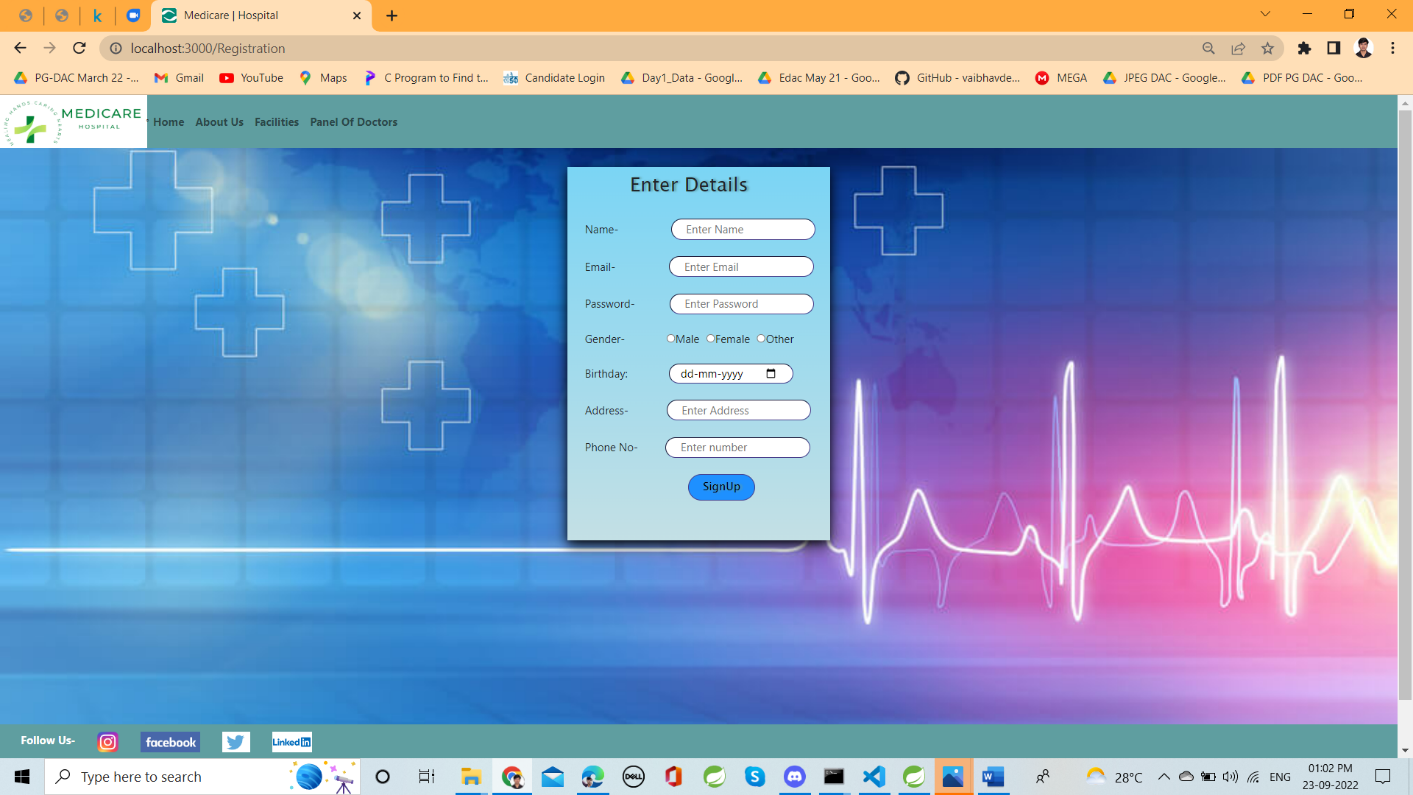 Medicare | Hospital
localhost:3000/Registration
PG-DAC March 22 -... Gmail YouTube Maps C Program to Find t... Candidate Login Day1_Data - Googl... Edac May 21 - Goo... GitHub - vaibhavde... MEGA JPEG DAC - Google... PDF PG DAC - Goo...
MEDICARE
HOSPITAL
Home About Us Facilities Panel Of Doctors
Enter Details
Name- Enter Name
Email- Enter Email
Password- Enter Password
Gender- Male Female Other
Birthday: dd-mm-yyyy
Address- Enter Address
Phone No- Enter number
SignUp
Follow Us- facebook Linked in
Type here to search
DELL
28°C ENG
01:02 PM
23-09-2022